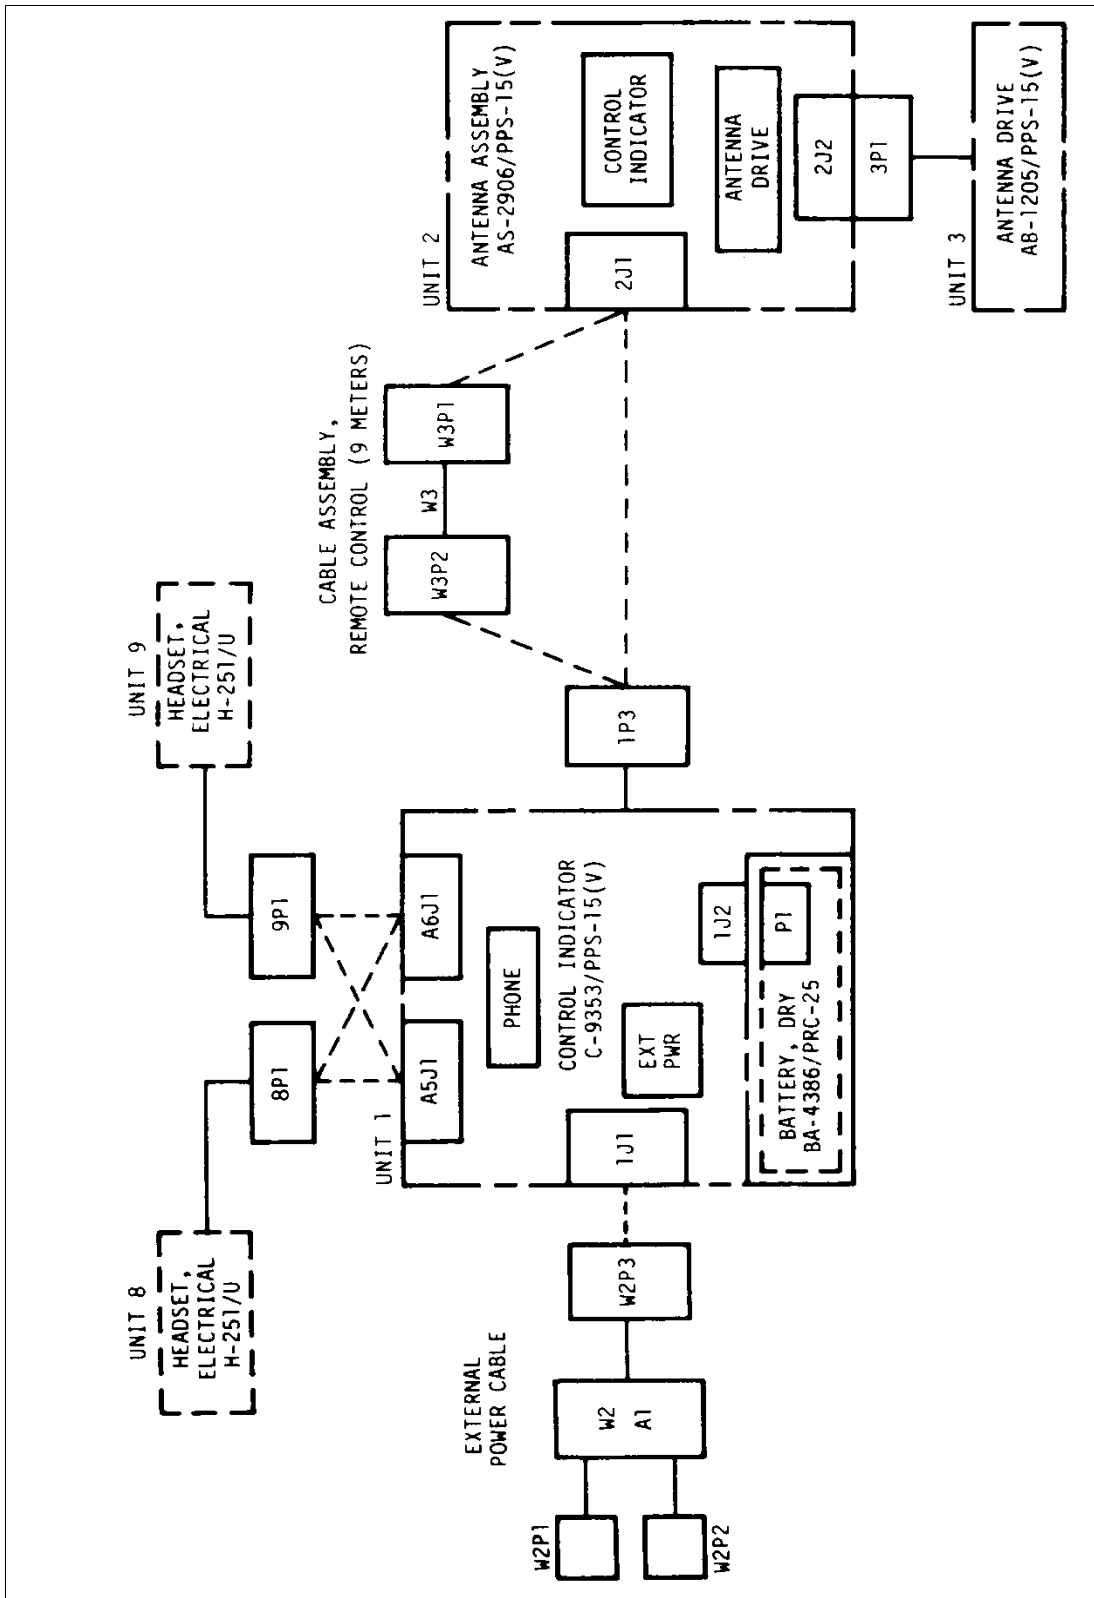 UNIT 8
HEADSET,
ELECTRICAL
H-251/U
UNIT 9
HEADSET,
ELECTRICAL
H-251/U
8P1
9P1
CABLE ASSEMBLY,
REMOTE CONTROL (9 METERS)
W3P2
W3
W3P1
UNIT 1
A5J1
A6J1
PHONE
CONTROL INDICATOR
C-9353/PPS-15(V)
EXT
PWR
1J1
1J2
P1
BATTERY, DRY
BA-4386/PRC-25
EXTERNAL
POWER CABLE
W2P1
W2P2
W2
A1
W2P3
1P3
UNIT 2
ANTENNA ASSEMBLY
AS-2906/PPS-15(V)
CONTROL
INDICATOR
2J1
ANTENNA
DRIVE
2J2
3P1
UNIT 3
ANTENNA DRIVE
AB-1205/PPS-15(V)